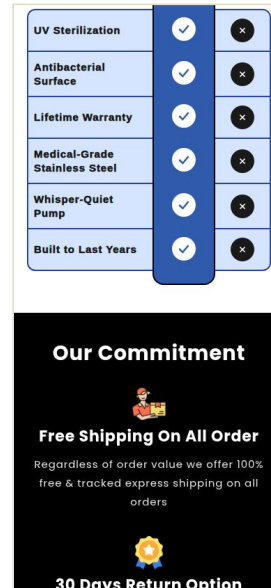 UV Sterilization
Antibacterial
Surface
Lifetime Warranty
Medical-Grade
Stainless Steel
Whisper-Quiet
Pump
Built to Last Years
Our Commitment
Free Shipping On All Order
Regardless of order value we offer 100%
free & tracked express shipping on all
orders
30 Days Return Option